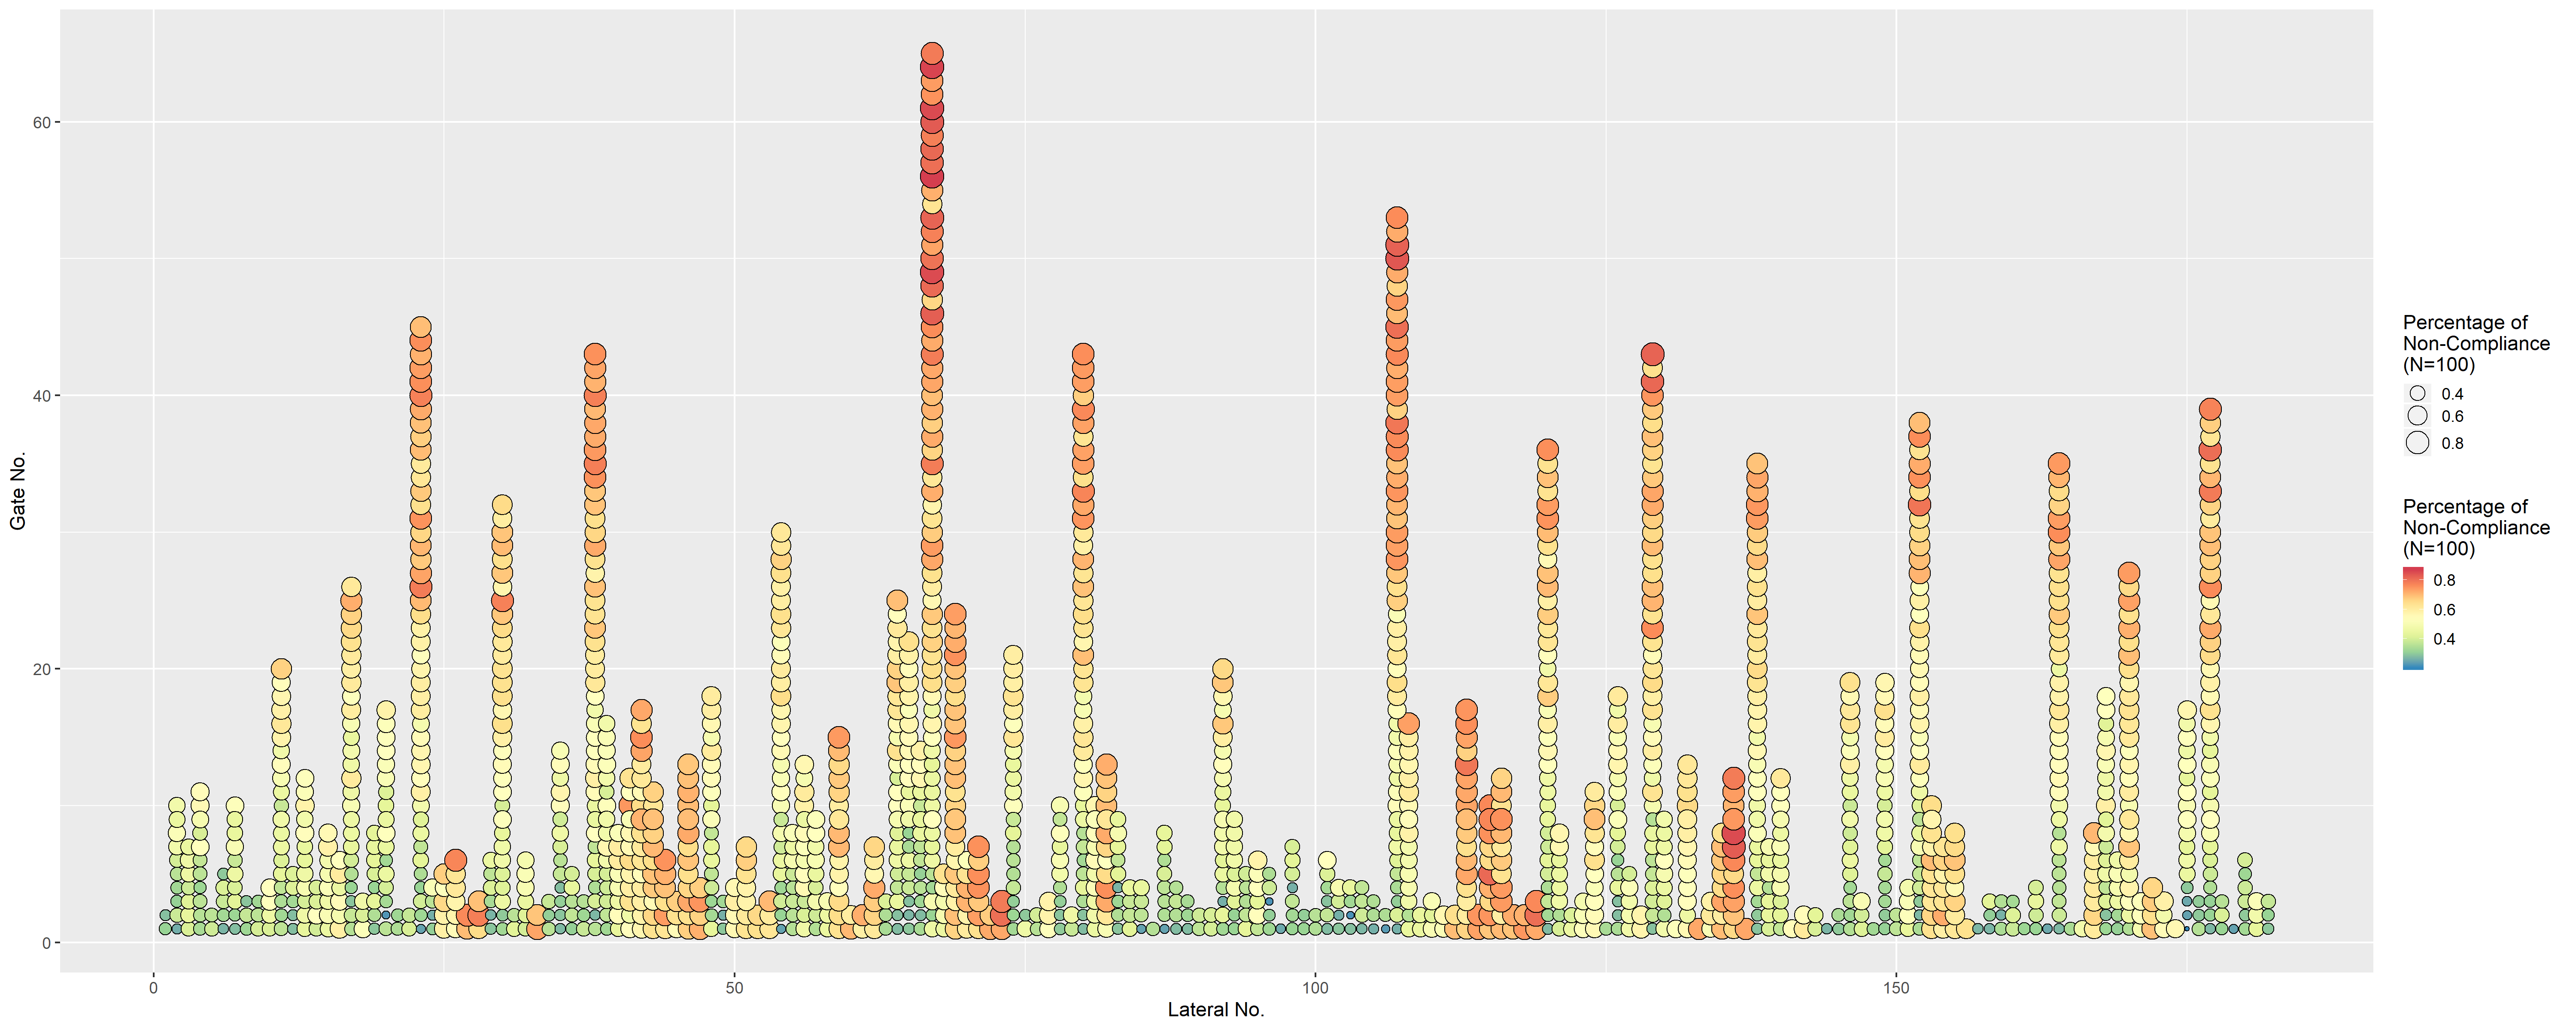 60
40
20
0
Gate No.
0
50
100
150
Lateral No.
Percentage of
Non-Compliance
(N=100)
0.4
0.6
0.8
Percentage of
Non-Compliance
(N=100)
0.8
0.6
0.4